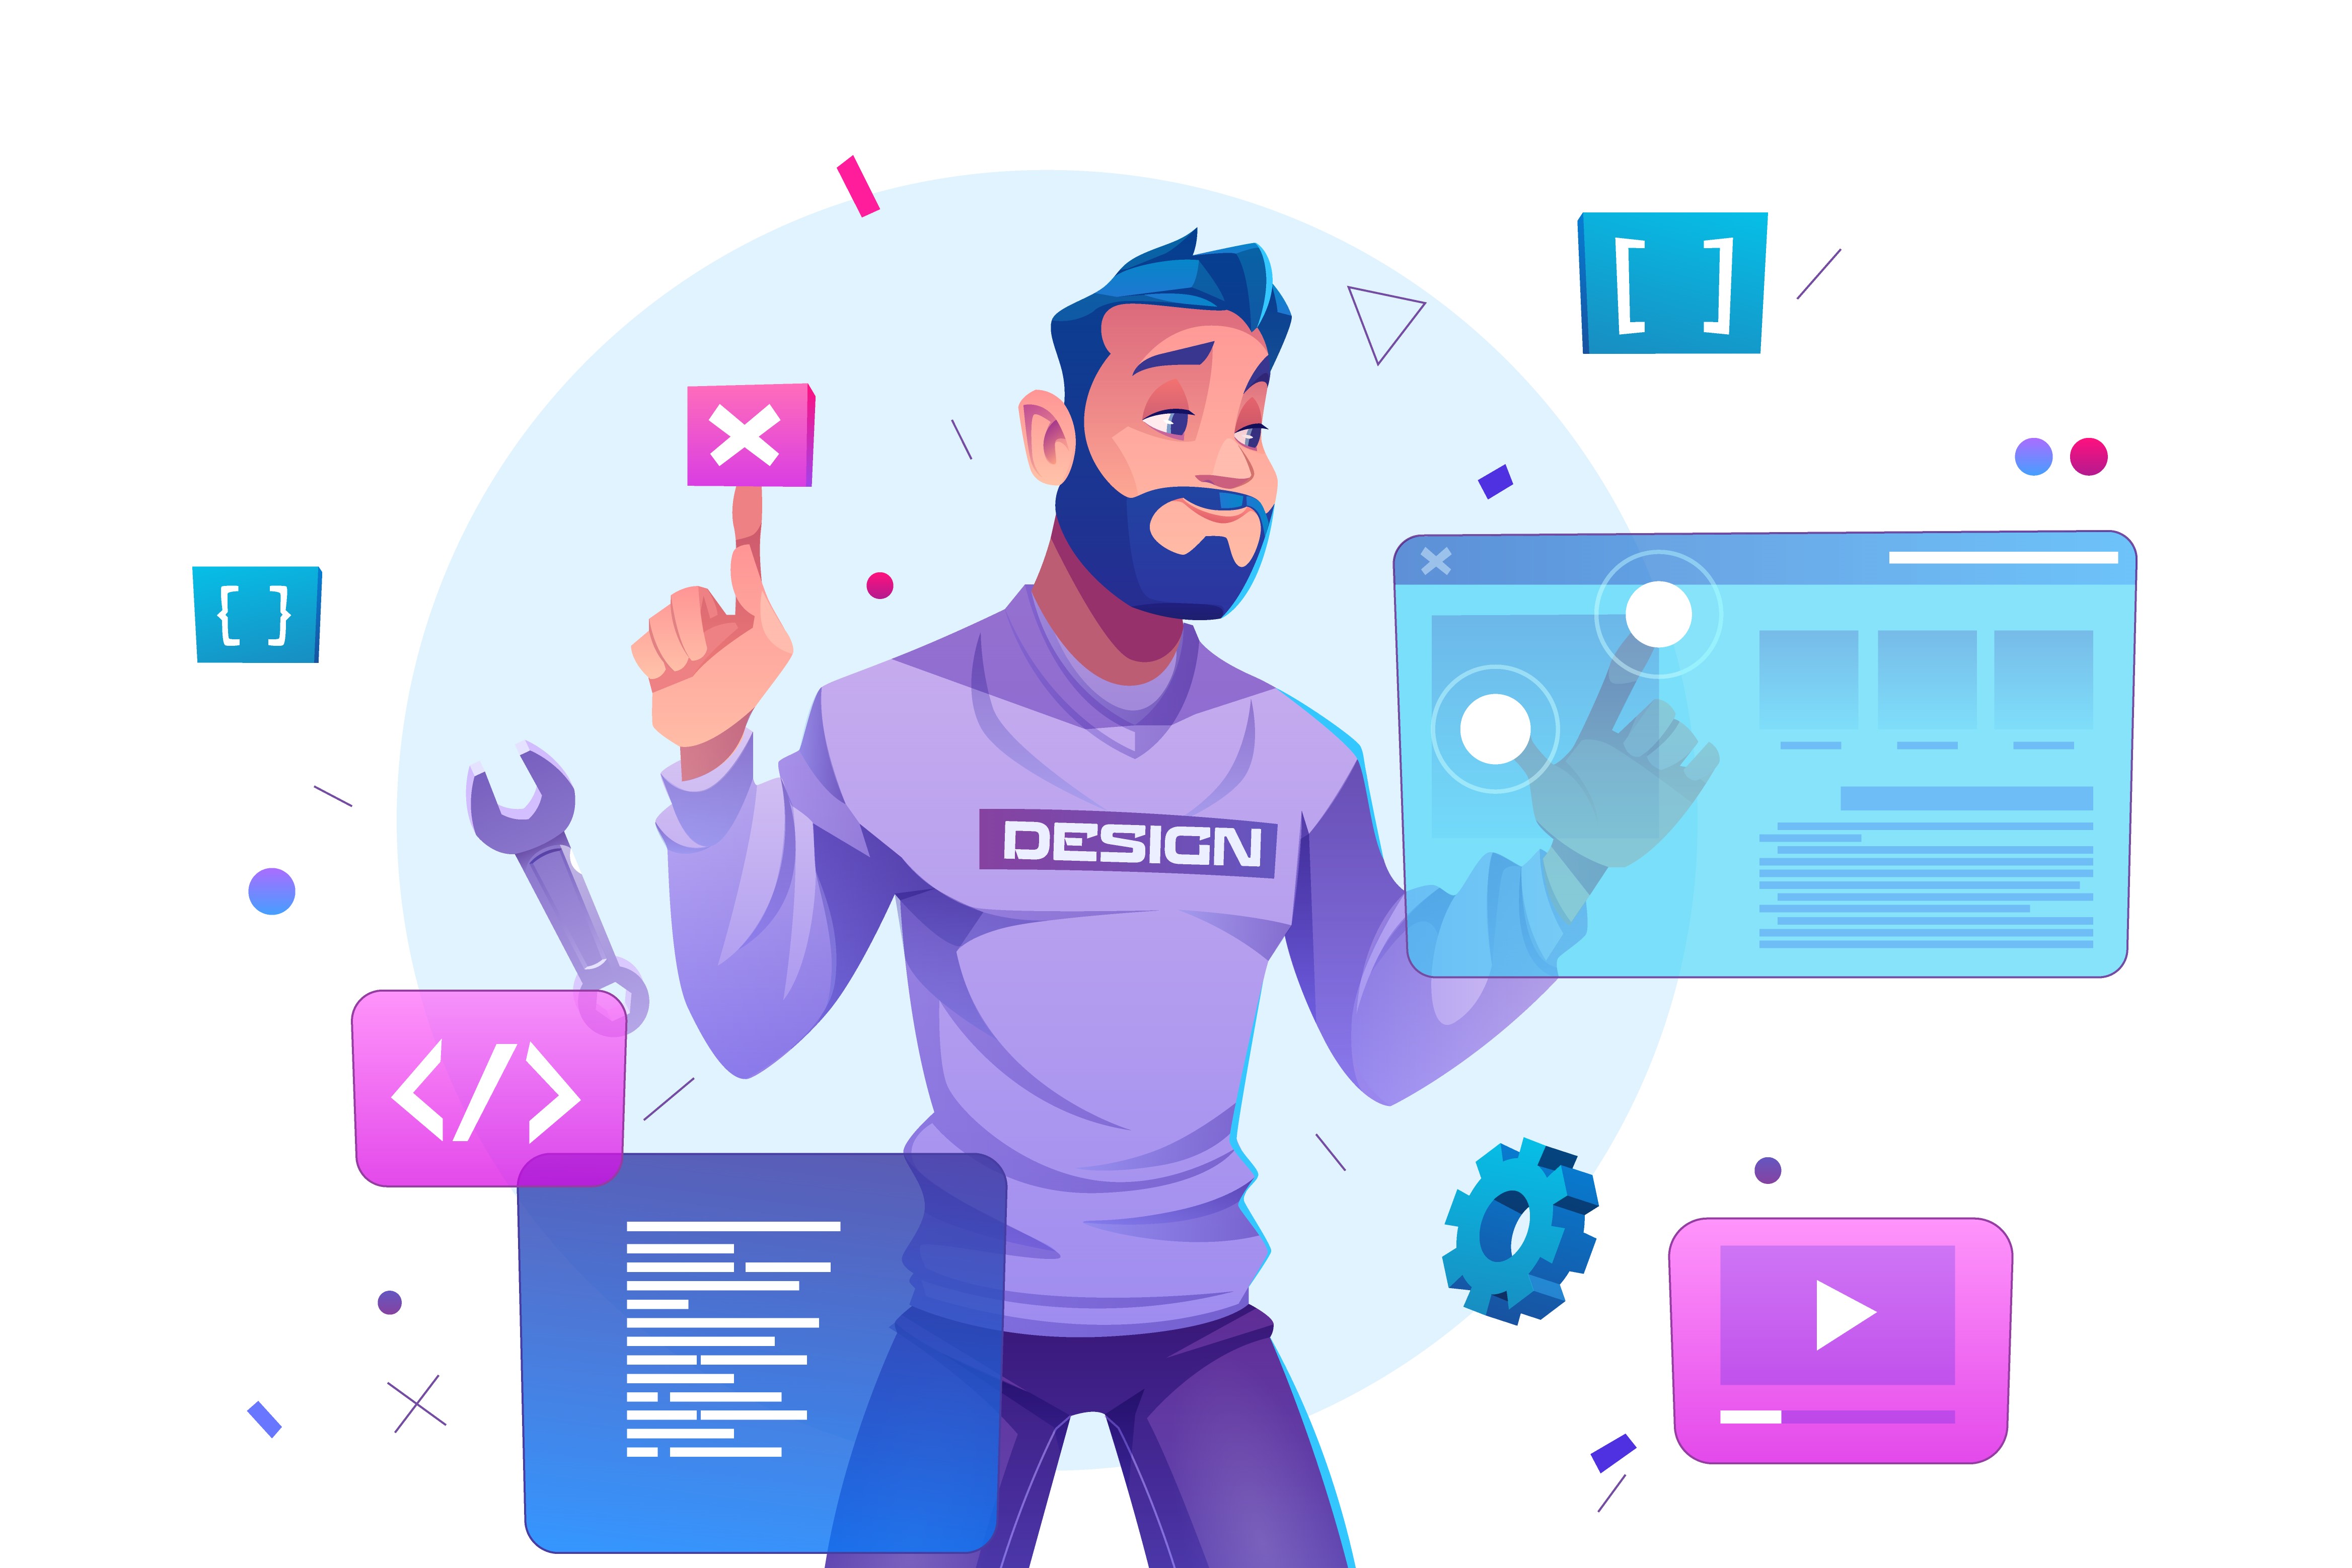 [ ]
{ }
DESIGN
</>